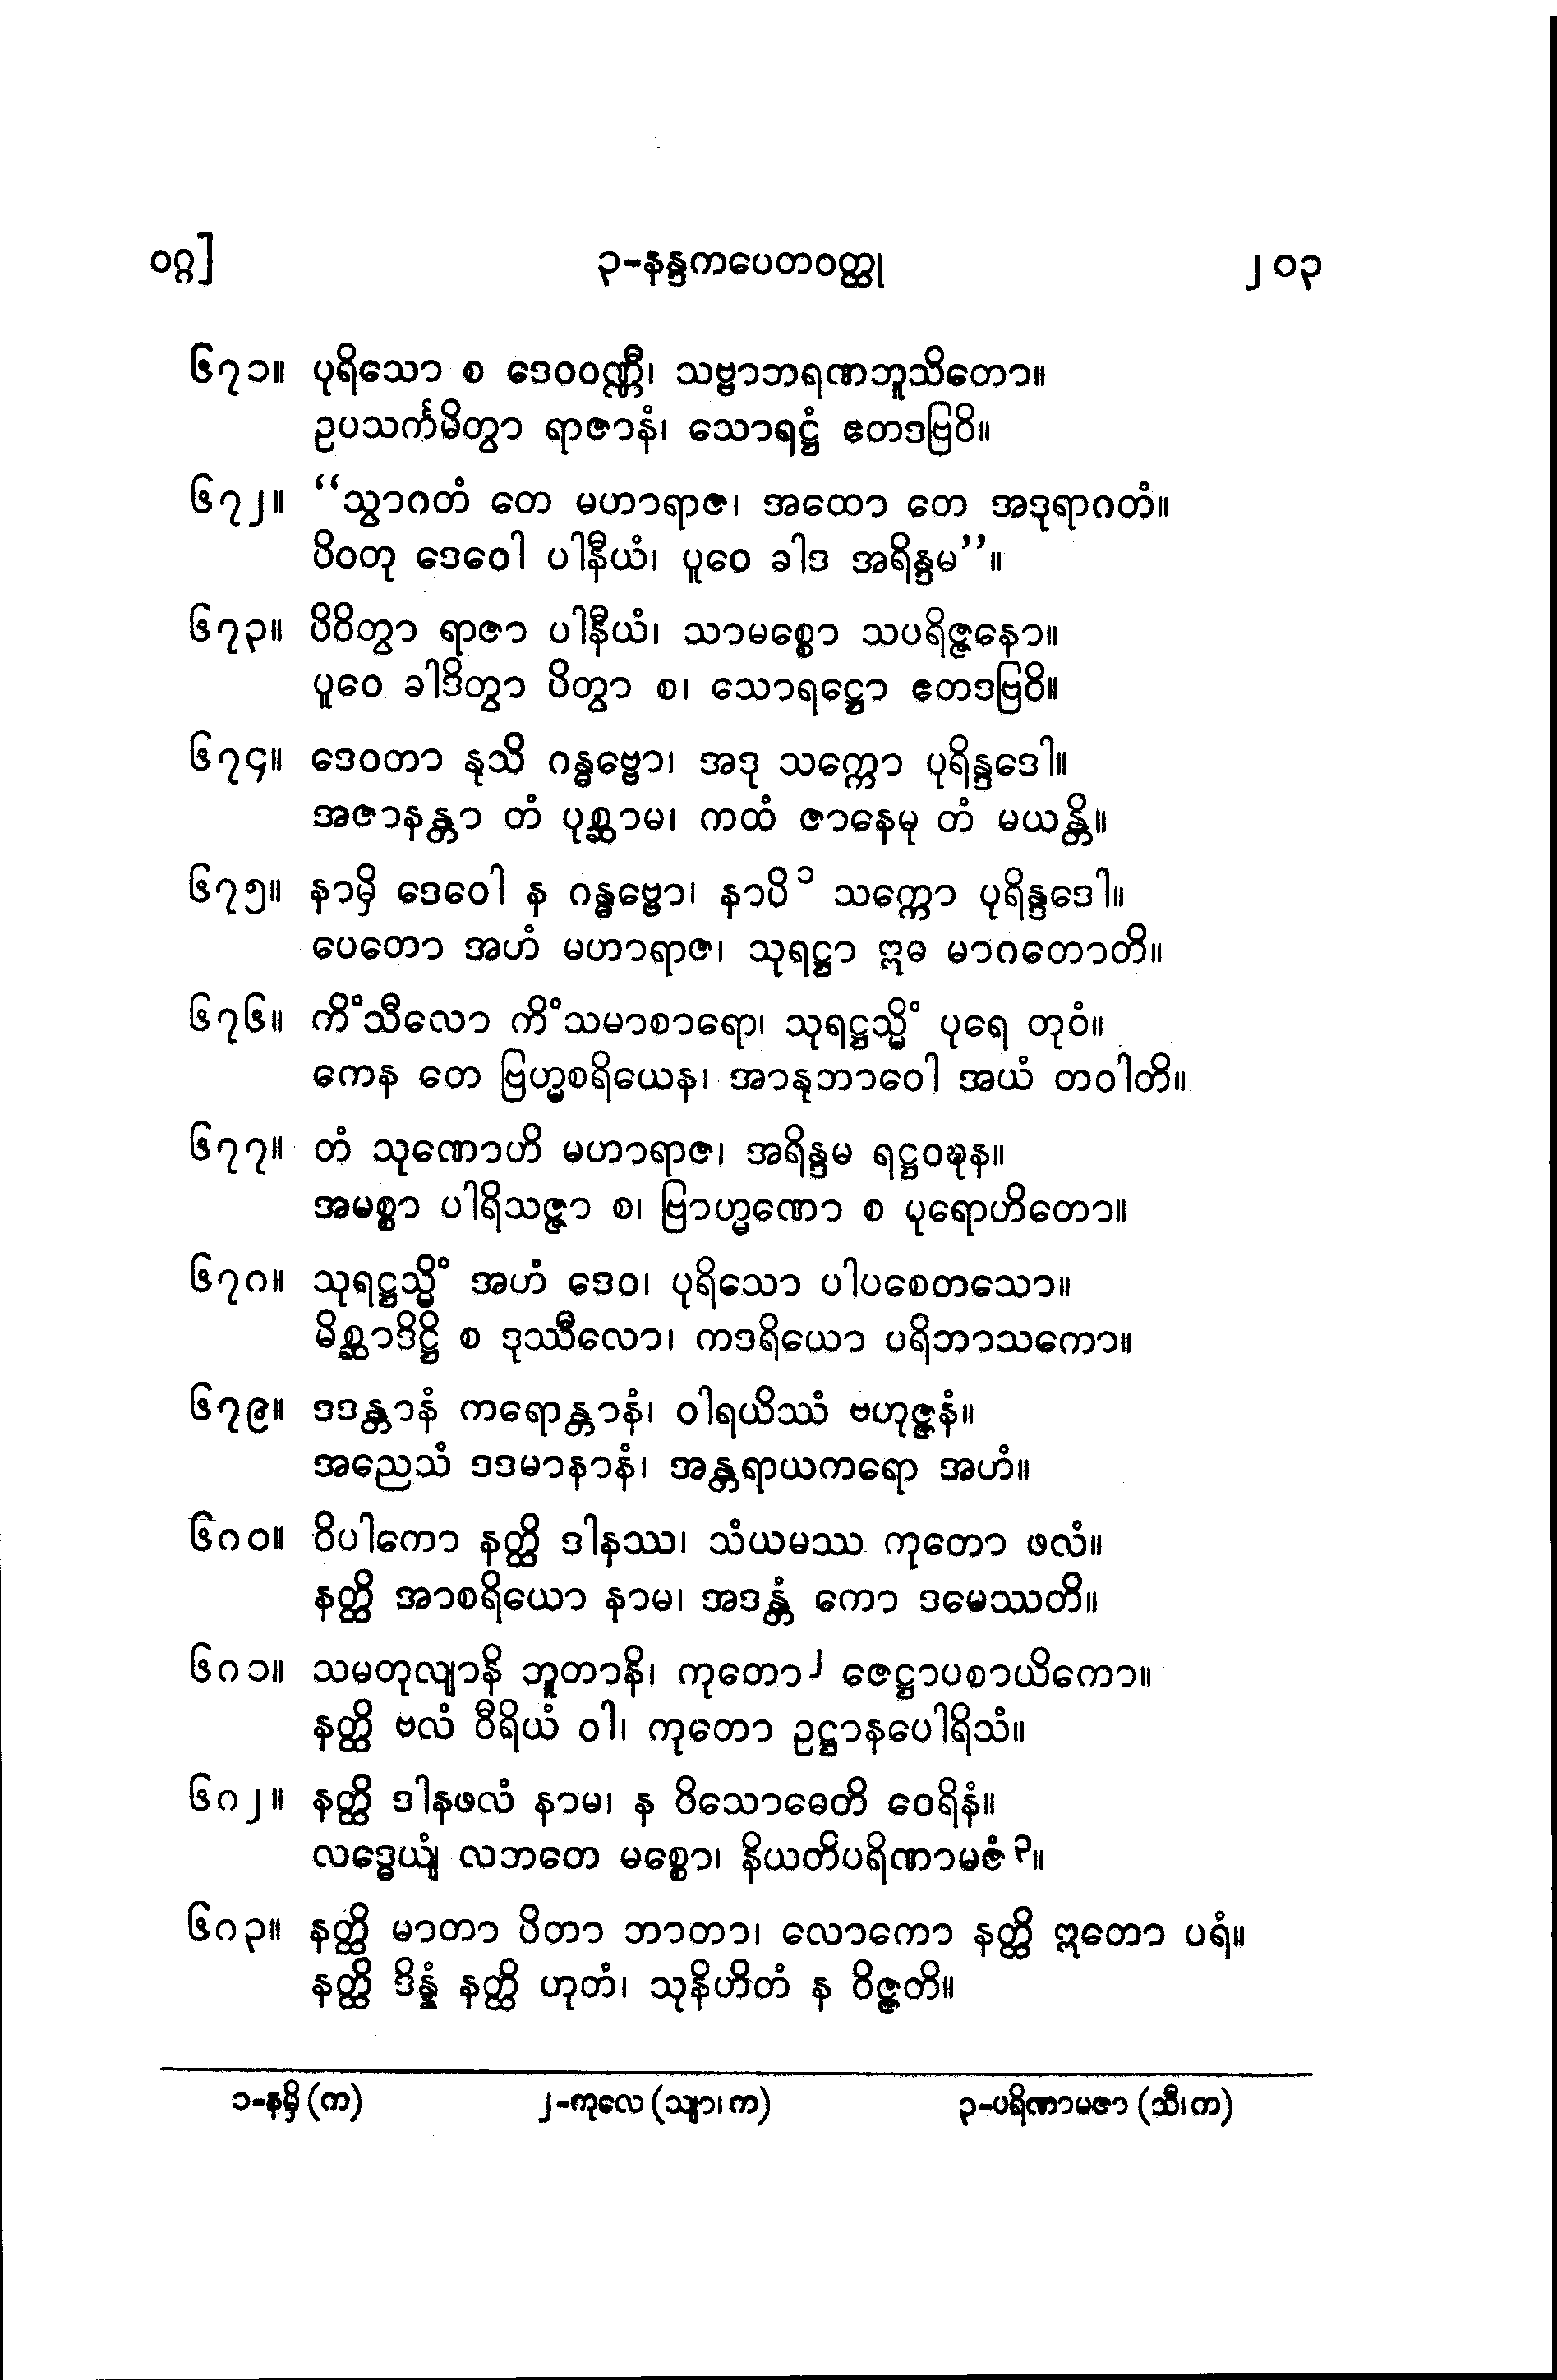 ဝဂ္ဂ] ၃-နန္ဒကပေတဝတ္ထု ၂၀၃
၆၇၁။ ပုရိသော စ ဒေဝဝဏ္ဏီ၊ သဗ္ဗာဘရဏဘူသိတော။
ဥပသင်္ကမိတွာ ရာဇာနံ၊ သောရဋ္ဌံ ဧတဒဗြဝိ။
၆၇၂။ “သွာဂတံ တေ မဟာရာဇ၊ အထော တေ အဒုရာဂတံ။
ပိဝတု ဒေဝေါ ပါနီယံ၊ ပူဝေ ခါဒ အရိန္ဒမ”။
၆၇၃။ ပိဝိတွာ ရာဇာ ပါနီယံ၊ သာမစ္စော သပရိဇ္ဇနော။
ပူဝေ ခါဒိတွာ ပိတွာ စ၊ သောရဋ္ဌော ဧတဒဗြဝိ။
၆၇၄။ ဒေဝတာ နုသိ ဂန္ဓဗ္ဗော၊ အဒု သက္ကော ပုရိန္ဒဒေါ။
အဇာနန္တာ တံ ပုစ္ဆာမ၊ ကထံ ဇာနေမု တံ မယန္တိ။
၆၇၅။ နာမှိ ဒေဝေါ န ဂန္ဓဗ္ဗော၊ နာပိ ၁ သက္ကော ပုရိန္ဒဒေါ။
ပေတော အဟံ မဟာရာဇ၊ သုရဋ္ဌာ ဣဓ မာဂတောတိ။
၆၇၆။ ကိံသီလော ကိံသမာစာရော၊ သုရဋ္ဌသ္မိံ ပုရေ တုဝံ။
ကေန တေ ဗြဟ္မစရိယေန၊ အာနုဘာဝေါ အယံ တဝါတိ။
၆၇၇။ တံ သုဏောဟိ မဟာရာဇ၊ အရိန္ဒမ ရဋ္ဌဝဍ္ဎန။
အမစ္စာ ပါရိသဇ္ဇာ စ၊ ဗြာဟ္မဏော စ ပုရောဟိတော။
၆၇၈။ သုရဋ္ဌသ္မိံ အဟံ ဒေဝ၊ ပုရိသော ပါပစေတသော။
မိစ္ဆာဒိဋ္ဌိ စ ဒုဿီလော၊ ကဒရိယော ပရိဘာသကော။
၆၇၉။ ဒဒန္တာနံ ကရောန္တာနံ၊ ဝါရယိဿံ ဗဟုဇ္ဇနံ။
အညေသံ ဒဒမာနာနံ၊ အန္တရာယကရော အဟံ။
၆၈၀။ ဝိပါကော နတ္ထိ ဒါနဿ၊ သံယမဿ ကုတော ဖလံ။
နတ္ထိ အာစရိယော နာမ၊ အဒန္တံ ကော ဒမေဿတိ။
၆၈၁။ သမတုလျာနိ ဘူတာနိ၊ ကုတော ၂ ဇေဋ္ဌာပစာယိကော။
နတ္ထိ ဗလံ ဝီရိယံ ဝါ၊ ကုတော ဥဋ္ဌာနပေါရိသံ။
၆၈၂။ နတ္ထိ ဒါနဖလံ နာမ၊ န ဝိသောဓေတိ ဝေရိနံ။
လဒ္ဓေယျံ လဘတေ မစ္စော၊ နိယတိပရိဏာမဇံ ၃။
၆၈၃။ နတ္ထိ မာတာ ပိတာ ဘာတာ၊ လောကော နတ္ထိ ဣတော ပရံ။
နတ္ထိ ဒိန္နံ နတ္ထိ ဟုတံ၊ သုနိဟိတံ န ဝိဇ္ဇတိ။
၁-နမှိ (က) ၂-ကုလေ (သျာ၊ က) ၃-ပရိဏာမဇာ (သီ၊ က)